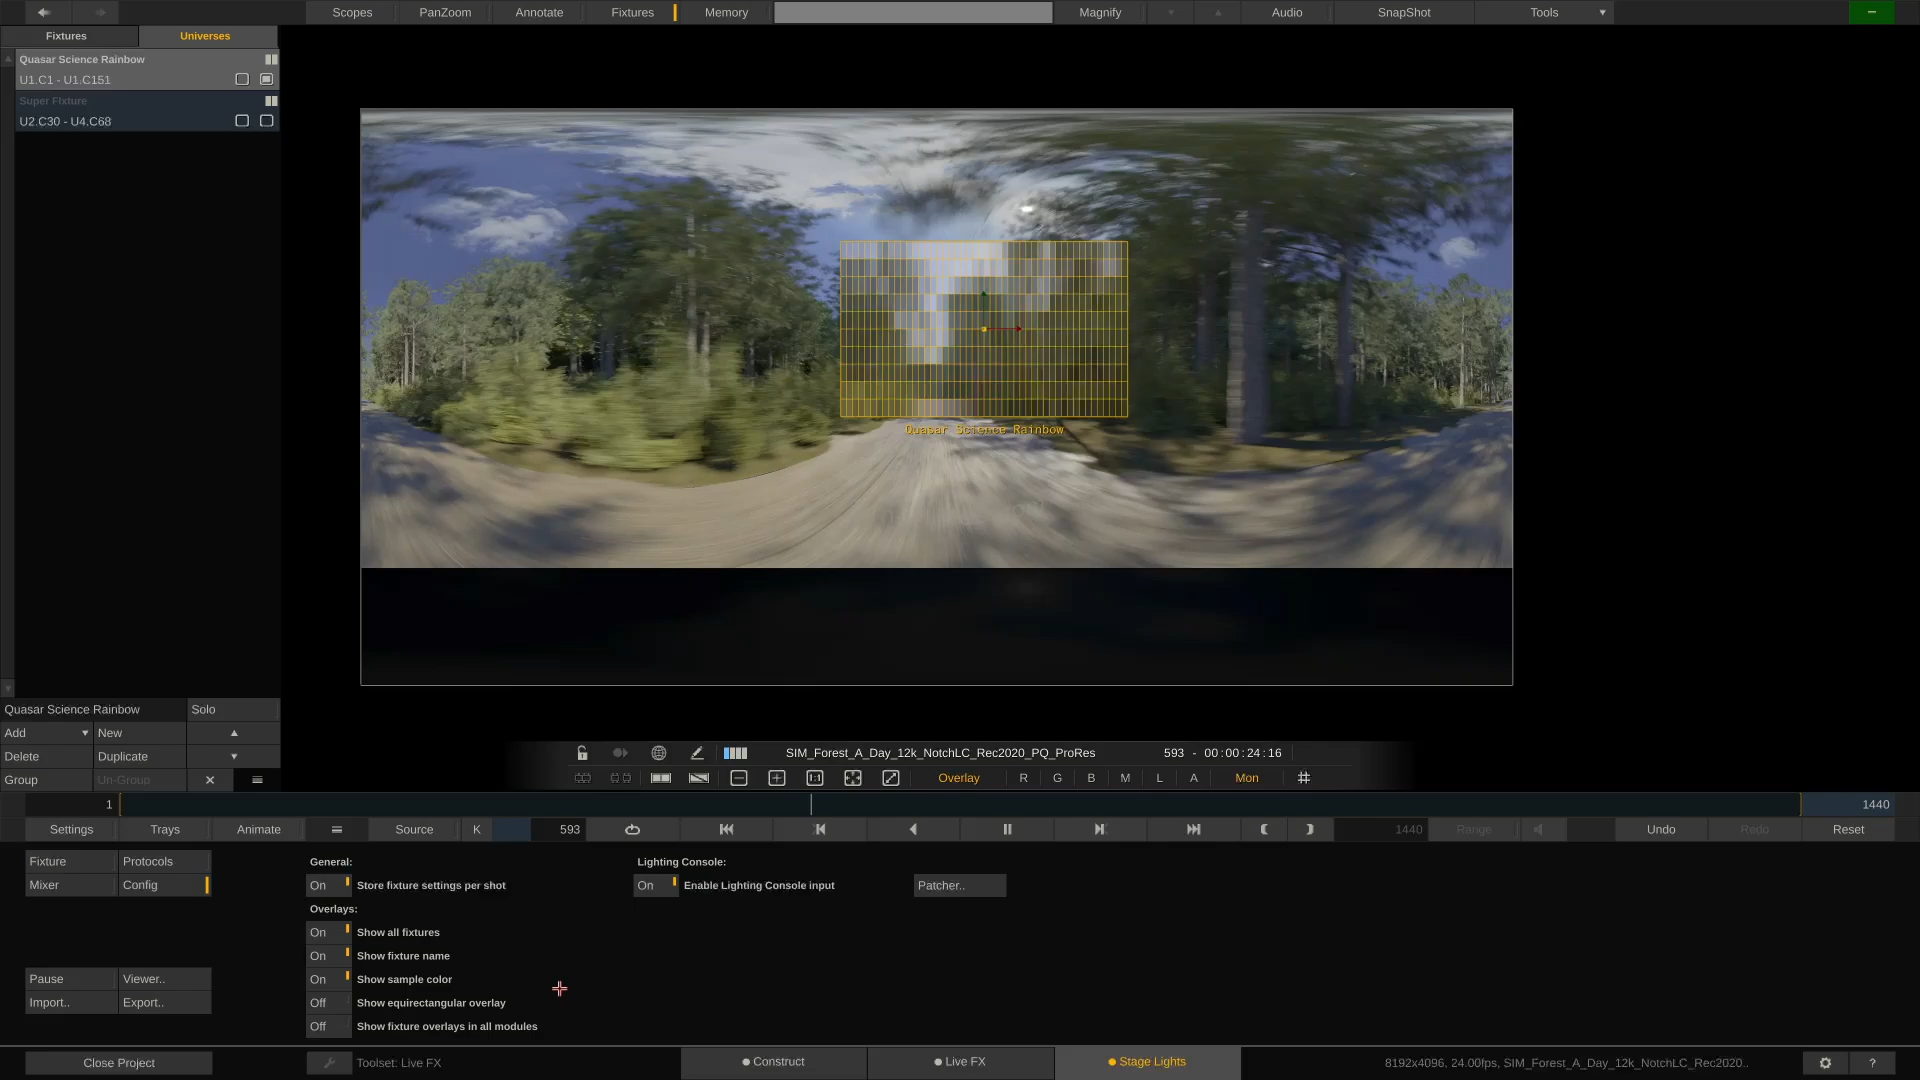 Scopes PanZoom Annotate Fixtures Memory Magnify Audio SnapShot Tools
Fixtures Universes
Quasar Science Rainbow
U1.C1 - U1.C151
Super Fixture
U2.C30 - U4.C68
Quasar Science Rainbow
Quasar Science Rainbow Solo
Add New
Delete Duplicate
Group Un-Group
SIM_Forest_A_Day_12k_NotchLC_Rec2020_PQ_ProRes 593 - 00:00:24:16
1:1 Overlay R G B M L A Mon
1 1440
Settings Trays Animate Source K 593 1440 Range Undo Redo Reset
Fixture Protocols General: Lighting Console:
Mixer Config On Store fixture settings per shot On Enable Lighting Console input Patcher..
Overlays:
On Show all fixtures
On Show fixture name
Pause Viewer.. On Show sample color
Import.. Export.. Off Show equirectangular overlay
Off Show fixture overlays in all modules
Close Project Toolset: Live FX Construct Live FX Stage Lights 8192x4096, 24.00fps, SIM_Forest_A_Day_12k_NotchLC_Rec2020.. ?